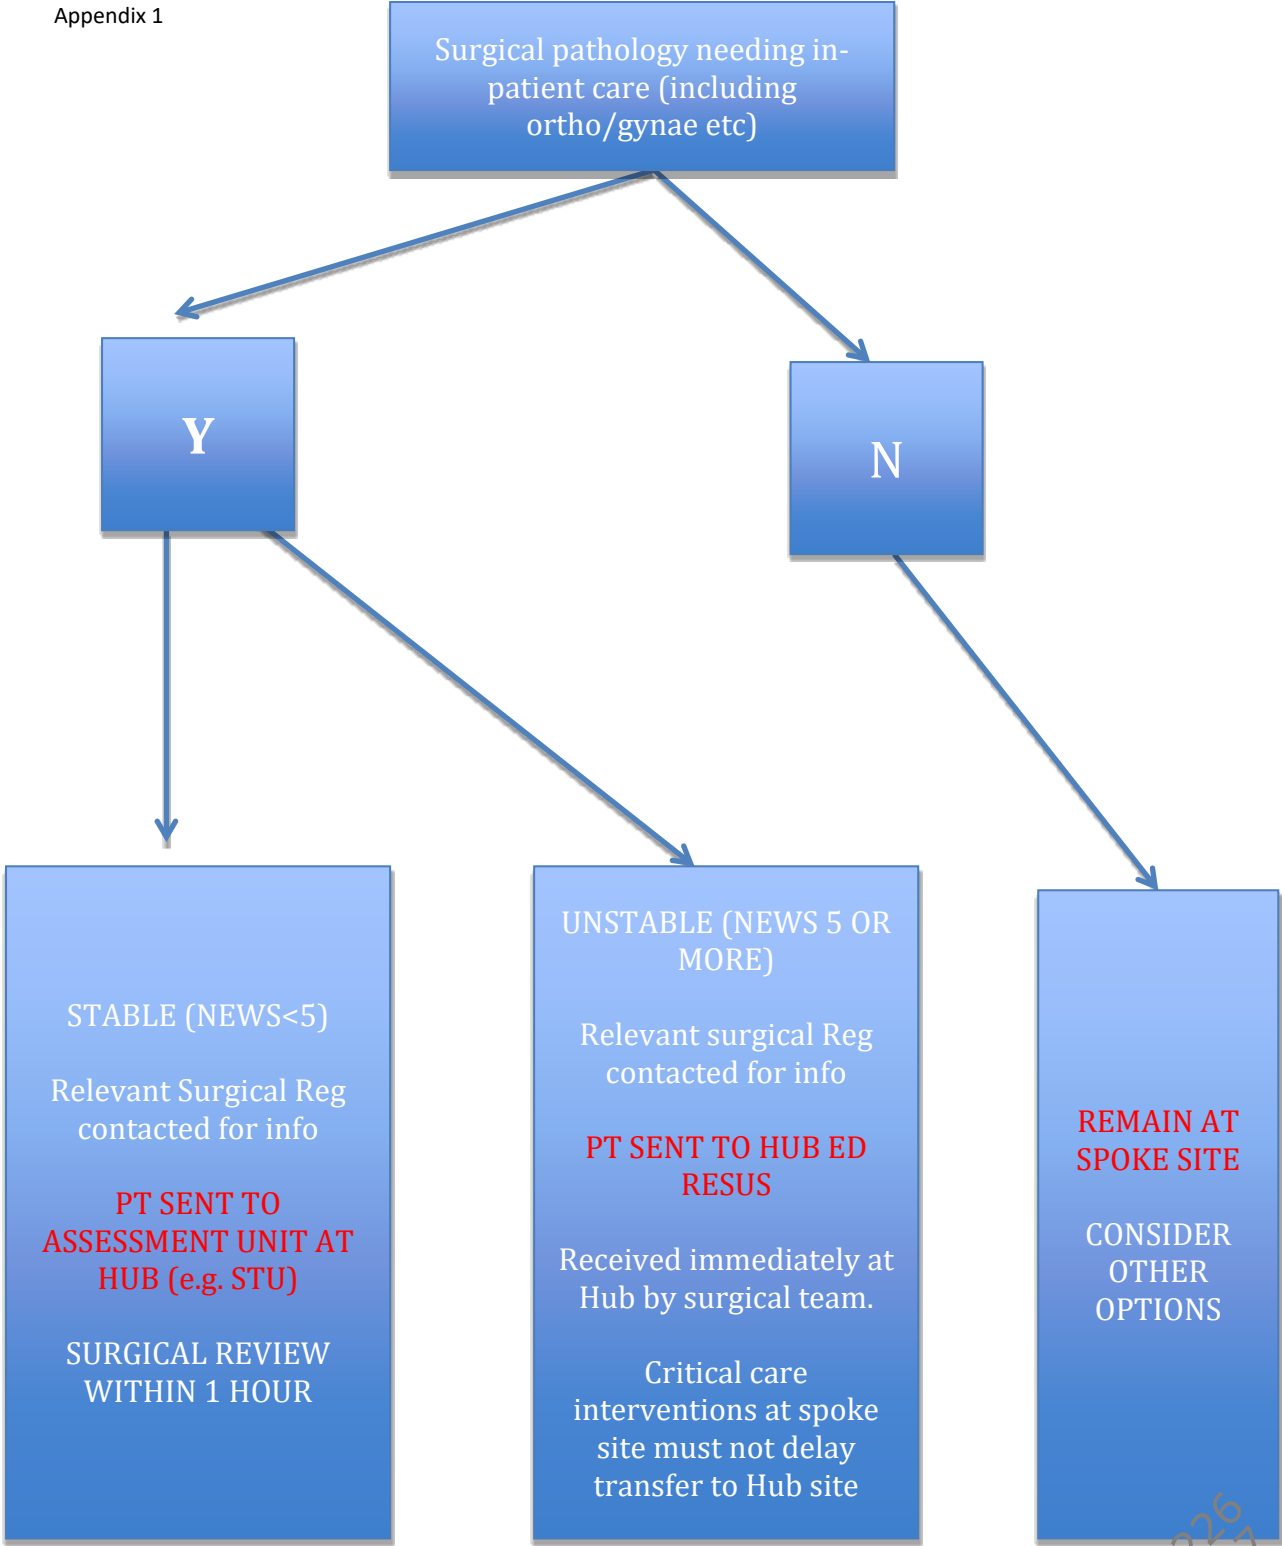 Appendix 1
Surgical pathology needing in-
patient care (including
ortho/gynae etc)
Y
N
STABLE (NEWS<5)
Relevant Surgical Reg
contacted for info
PT SENT TO
ASSESSMENT UNIT AT
HUB (e.g. STU)
SURGICAL REVIEW
WITHIN 1 HOUR
UNSTABLE (NEWS 5 OR
MORE)
Relevant surgical Reg
contacted for info
PT SENT TO HUB ED
RESUS
Received immediately at
Hub by surgical team.
Critical care
interventions at spoke
site must not delay
transfer to Hub site
REMAIN AT
SPOKE SITE
CONSIDER
OTHER
OPTIONS